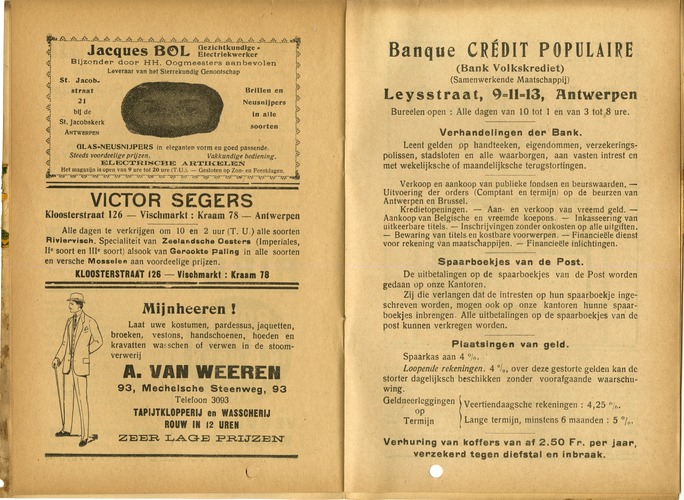 Jacques BOL Gezichtkundige - Electriekwerker
Bijzonder door HH. Oogmeesters aanbevolen
Leveraar van het Sterrekundig Genootschap
St. Jacob-
straat
21
bij de
St. Jacobskerk
ANTWERPEN
Brillen en
Neusnijpers
in alle
soorten
GLAS-NEUSNIJPERS in eleganten vorm en goed passende.
Steeds voordeelige prijzen. Vakkundige bediening.
ELECTRISCHE ARTIKELEN
Het magazijn is open van 9 ure tot 20 ure (T.U.). — Gesloten op Zon- en Feestdagen.
VICTOR SEGERS
Kloosterstraat 126 — Vischmarkt : Kraam 78 — Antwerpen
Alle dagen te verkrijgen om 10 en 2 uur (T. U.) alle soorten
Riviervisch. Specialiteit van Zeelandsche Oesters (Imperiales,
IIe soort en IIIe soort) alsook van Gerookte Paling in alle soorten
en versche Mosselen aan voordeelige prijzen.
KLOOSTERSTRAAT 126 — Vischmarkt : Kraam 78
Mijnheeren !
Laat uwe kostumen, pardessus, jaquetten,
broeken, vestons, handschoenen, hoeden en
kravatten wasschen of verwen in de stoom-
verwerij
A. VAN WEEREN
93, Mechelsche Steenweg, 93
Telefoon 3093
TAPIJTKLOPPERIJ en WASSCHERIJ
ROUW IN 12 UREN
ZEER LAGE PRIJZEN
Banque CRÉDIT POPULAIRE
(Bank Volkskrediet)
(Samenwerkende Maatschappij)
Leysstraat, 9-11-13, Antwerpen
Bureelen open : Alle dagen van 10 tot 1 en van 3 tot 8 ure.
Verhandelingen der Bank.
Leent gelden op handteeken, eigendommen, verzekerings-
polissen, stadsloten en alle waarborgen, aan vasten intrest en
met wekelijksche of maandelijksche terugstortingen.
Verkoop en aankoop van publieke fondsen en beurswaarden, —
Uitvoering der orders (Comptant en termijn) op de beurzen van
Antwerpen en Brussel.
Kredietopeningen. — Aan- en verkoop van vreemd geld. —
Aankoop van Belgische en vreemde koepons. — Inkasseering van
uitkeerbare titels. — Inschrijvingen zonder onkosten op alle uitgiften.
— Bewaring van titels en kostbare voorwerpen. — Financieële dienst
voor rekening van maatschappijen. — Financieële inlichtingen.
Spaarboekjes van de Post.
De uitbetalingen op de spaarboekjes van de Post worden
gedaan op onze Kantoren.
Zij die verlangen dat de intresten op hun spaarboekje inge-
schreven worden, mogen ook op onze kantoren hunne spaar-
boekjes inbrengen. Alle uitbetalingen op de spaarboekjes van de
post kunnen verkregen worden.
Plaatsingen van geld.
Spaarkas aan 4 %.
Loopende rekeningen. 4 %, over deze gestorte gelden kan de
storter dagelijksch beschikken zonder voorafgaande waarschu-
wing.
Geldneerleggingen
op
Termijn
Veertiendaagsche rekeningen : 4,25 %.
Lange termijn, minstens 6 maanden : 5 %.
Verhuring van koffers van af 2.50 Fr. per jaar,
verzekerd tegen diefstal en inbraak.